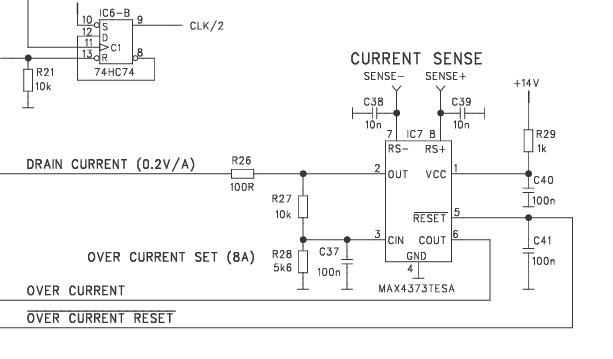 IC6-B
10 S 9 CLK/2
12 D
11 C1
13 R 8
74HC74
R21
10k
CURRENT SENSE
SENSE- SENSE+
C38 C39
10n 10n
+14V
7 IC7 8
RS- RS+
R29
1k
DRAIN CURRENT (0.2V/A)
R26
100R
2 OUT VCC 1
C40
100n
R27
10k
RESET 5
3 CIN COUT 6
C41
100n
OVER CURRENT SET (8A)
R28
5k6
C37
100n
GND
4
MAX4373TESA
OVER CURRENT
OVER CURRENT RESET